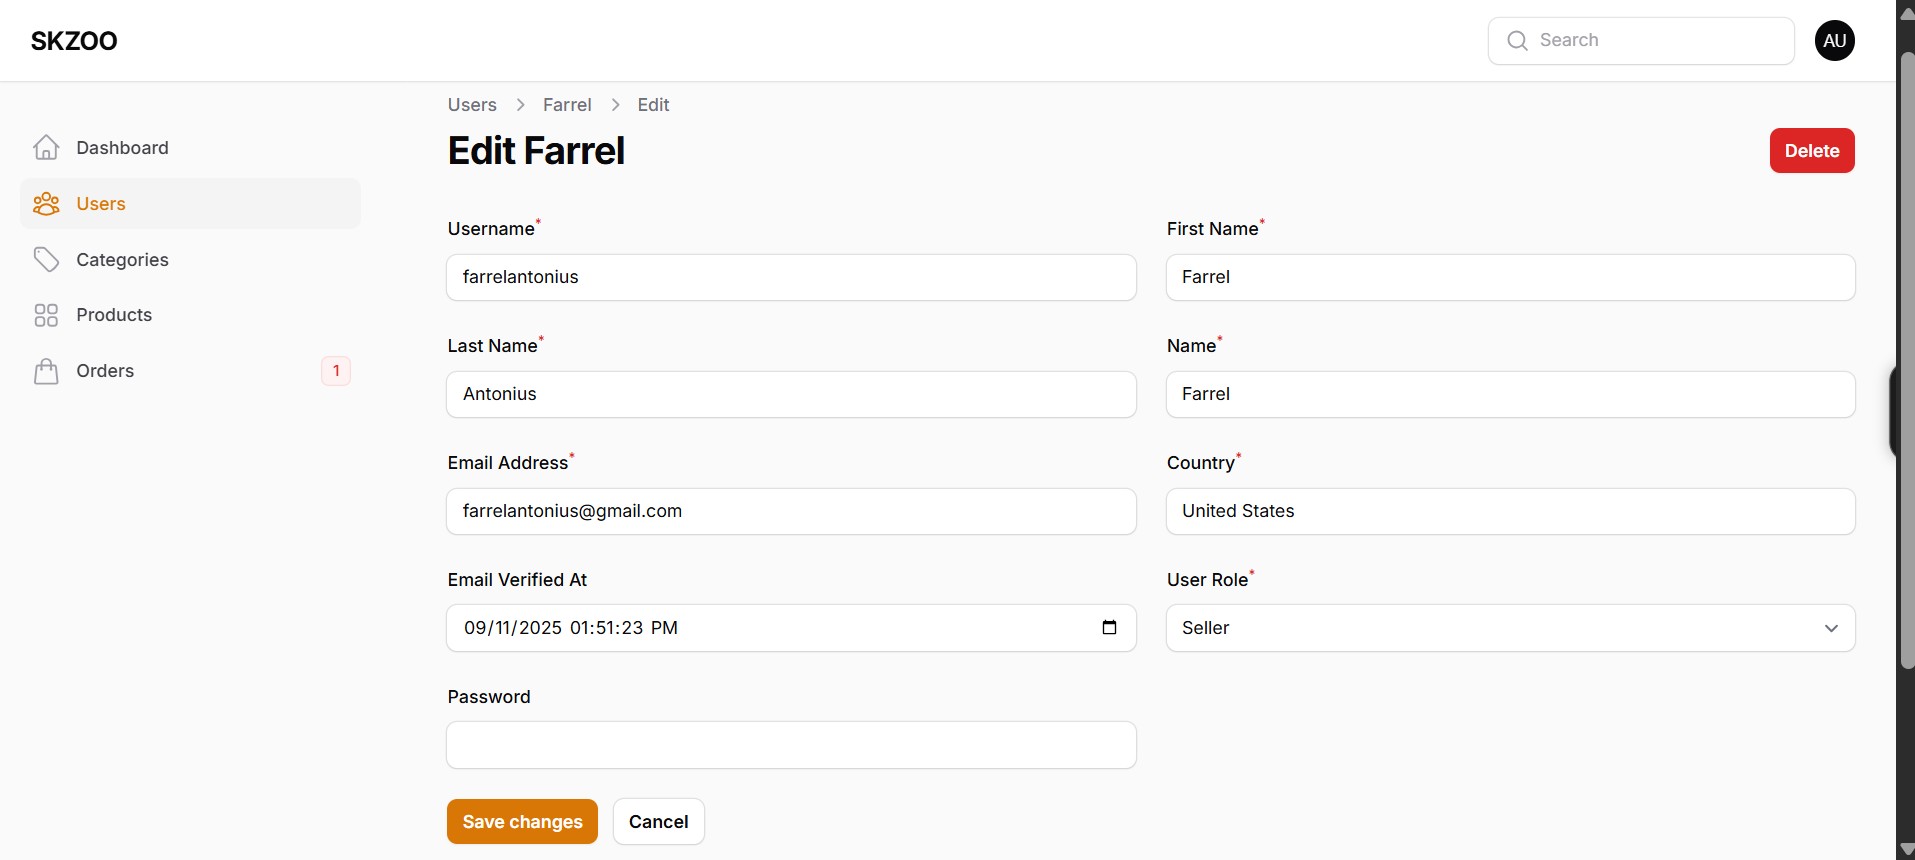 SKZOO
Search
AU
Dashboard
Users
Categories
Products
Orders
1
Users > Farrel > Edit
Edit Farrel
Delete
Username*
farrelantonius
First Name*
Farrel
Last Name*
Antonius
Name*
Farrel
Email Address*
farrelantonius@gmail.com
Country*
United States
Email Verified At
09/11/2025 01:51:23 PM
User Role*
Seller
Password
Save changes
Cancel